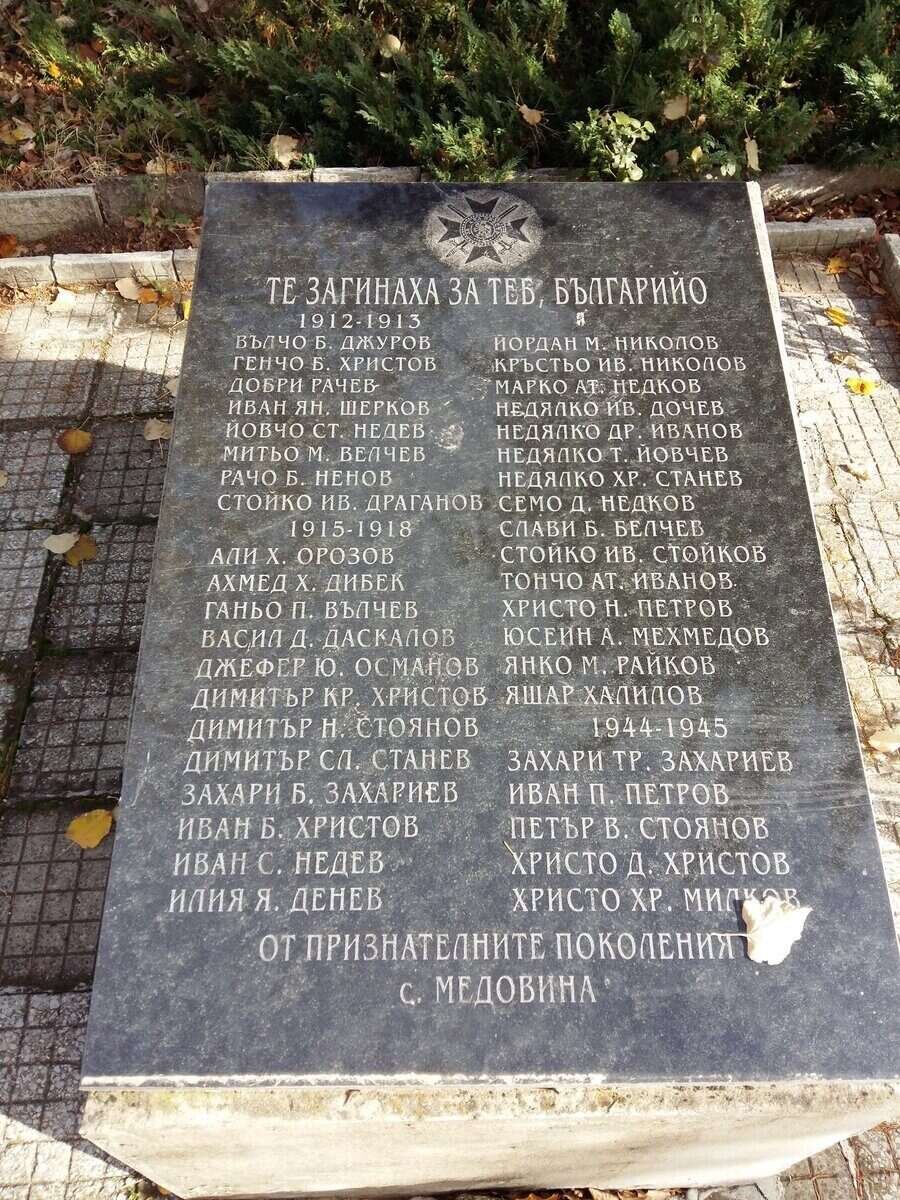 ТЕ ЗАГИНАХА ЗА ТЕБ, БЪЛГАРИЙО
1912-1913
ВЪЛЧО Б. ДЖУРОВ
ГЕНЧО Б. ХРИСТОВ
ДОБРИ РАЧЕВ
ИВАН ЯН. ШЕРКОВ
ЙОВЧО СТ. НЕДЕВ
МИТЬО М. ВЕЛЧЕВ
РАЧО Б. НЕНОВ
СТОЙКО ИВ. ДРАГАНОВ
1915-1918
АЛИ Х. ОРОЗОВ
АХМЕД Х. ДИБЕК
ГАНЬО П. ВЪЛЧЕВ
ВАСИЛ Д. ДАСКАЛОВ
ДЖЕФЕР Ю. ОСМАНОВ
ДИМИТЪР КР. ХРИСТОВ
ДИМИТЪР Н. СТОЯНОВ
ДИМИТЪР СЛ. СТАНЕВ
ЗАХАРИ Б. ЗАХАРИЕВ
ИВАН Б. ХРИСТОВ
ИВАН С. НЕДЕВ
ИЛИЯ Я. ДЕНЕВ
ЙОРДАН М. НИКОЛОВ
КРЪСТЬО ИВ. НИКОЛОВ
МАРКО АТ. НЕДКОВ
НЕДЯЛКО ИВ. ДОЧЕВ
НЕДЯЛКО ДР. ИВАНОВ
НЕДЯЛКО Т. ЙОВЧЕВ
НЕДЯЛКО ХР. СТАНЕВ
СЕМО Д. НЕДКОВ
СЛАВИ Б. БЕЛЧЕВ
СТОЙКО ИВ. СТОЙКОВ
ТОНЧО АТ. ИВАНОВ
ХРИСТО Н. ПЕТРОВ
ЮСЕИН А. МЕХМЕДОВ
ЯНКО М. РАЙКОВ
ЯШАР ХАЛИЛОВ
1944-1945
ЗАХАРИ ТР. ЗАХАРИЕВ
ИВАН П. ПЕТРОВ
ПЕТЪР В. СТОЯНОВ
ХРИСТО Д. ХРИСТОВ
ХРИСТО ХР. МИЛКОВ
ОТ ПРИЗНАТЕЛНИТЕ ПОКОЛЕНИЯ
с. МЕДОВИНА